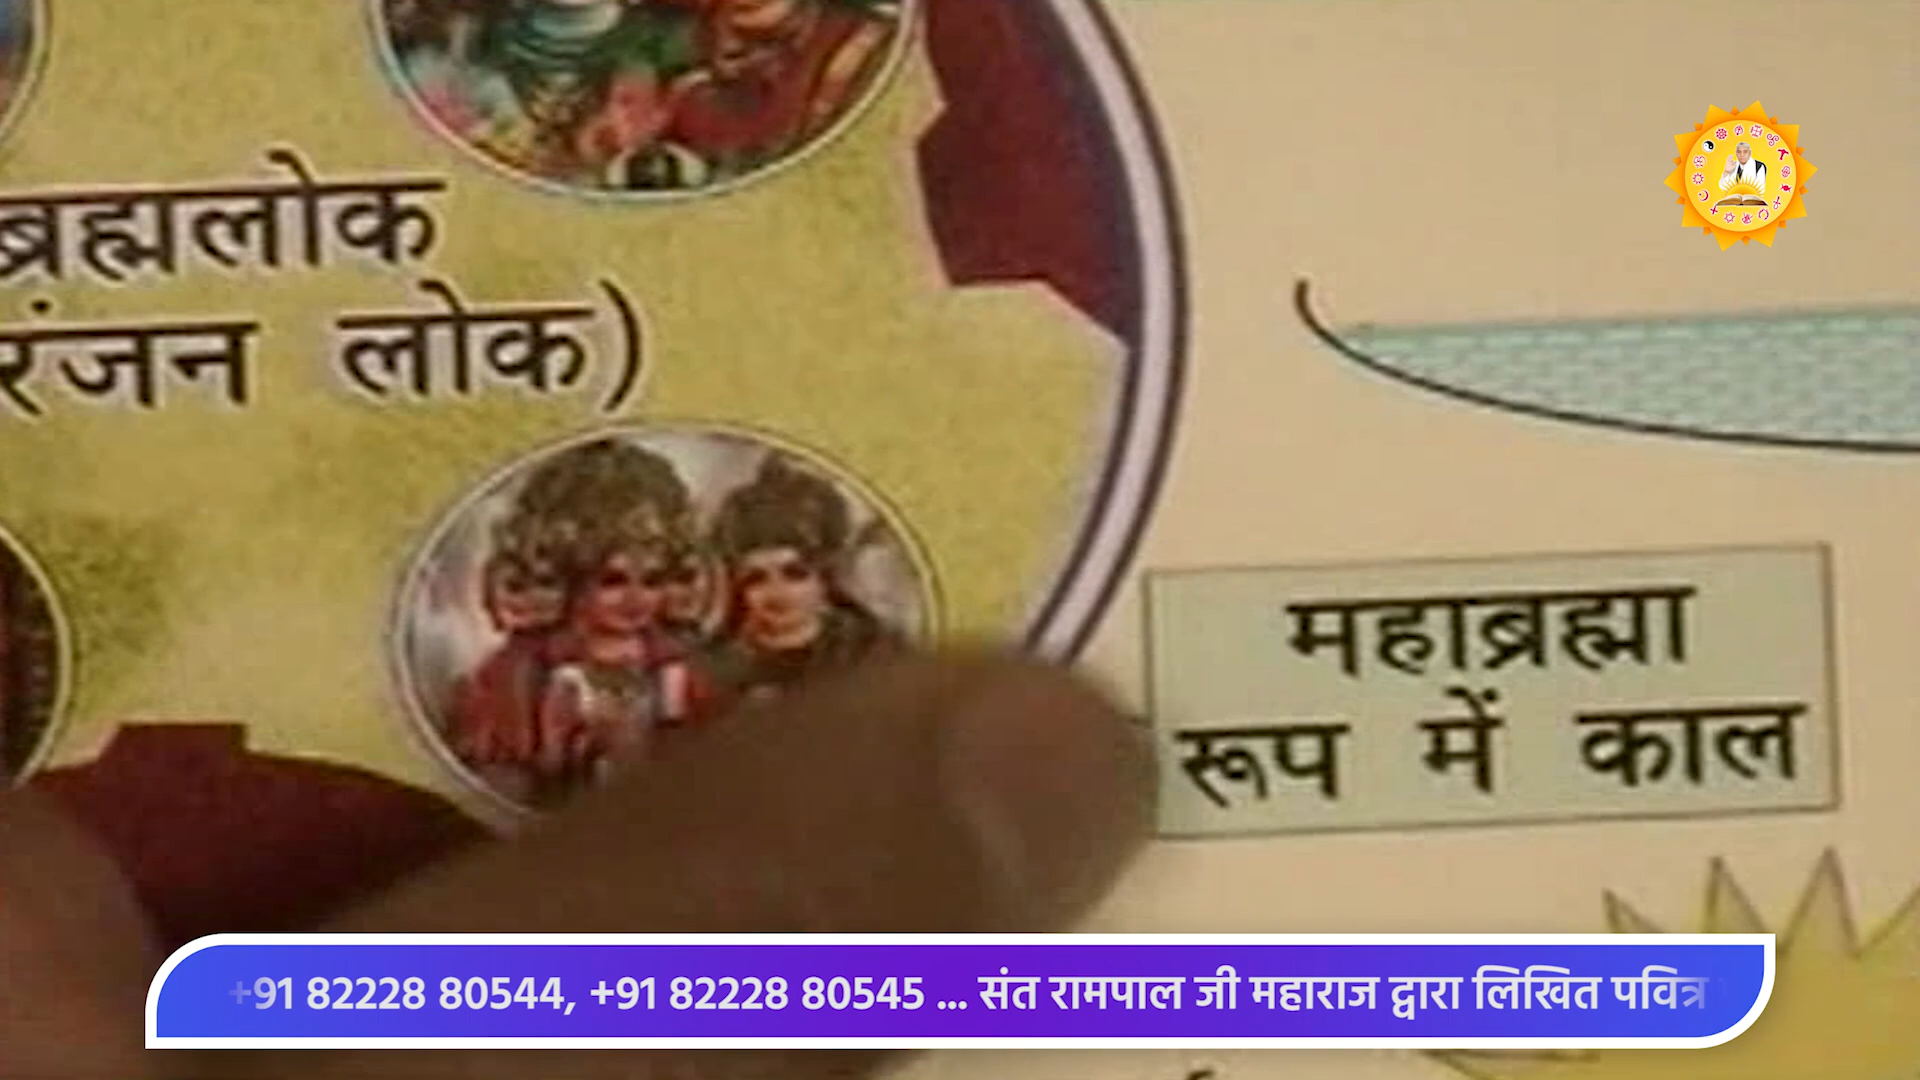 ब्रह्मलोक
रंजन लोक)
महाब्रह्मा
रूप में काल
+91 82228 80544, +91 82228 80545 ... संत रामपाल जी महाराज द्वारा लिखित पवित्र